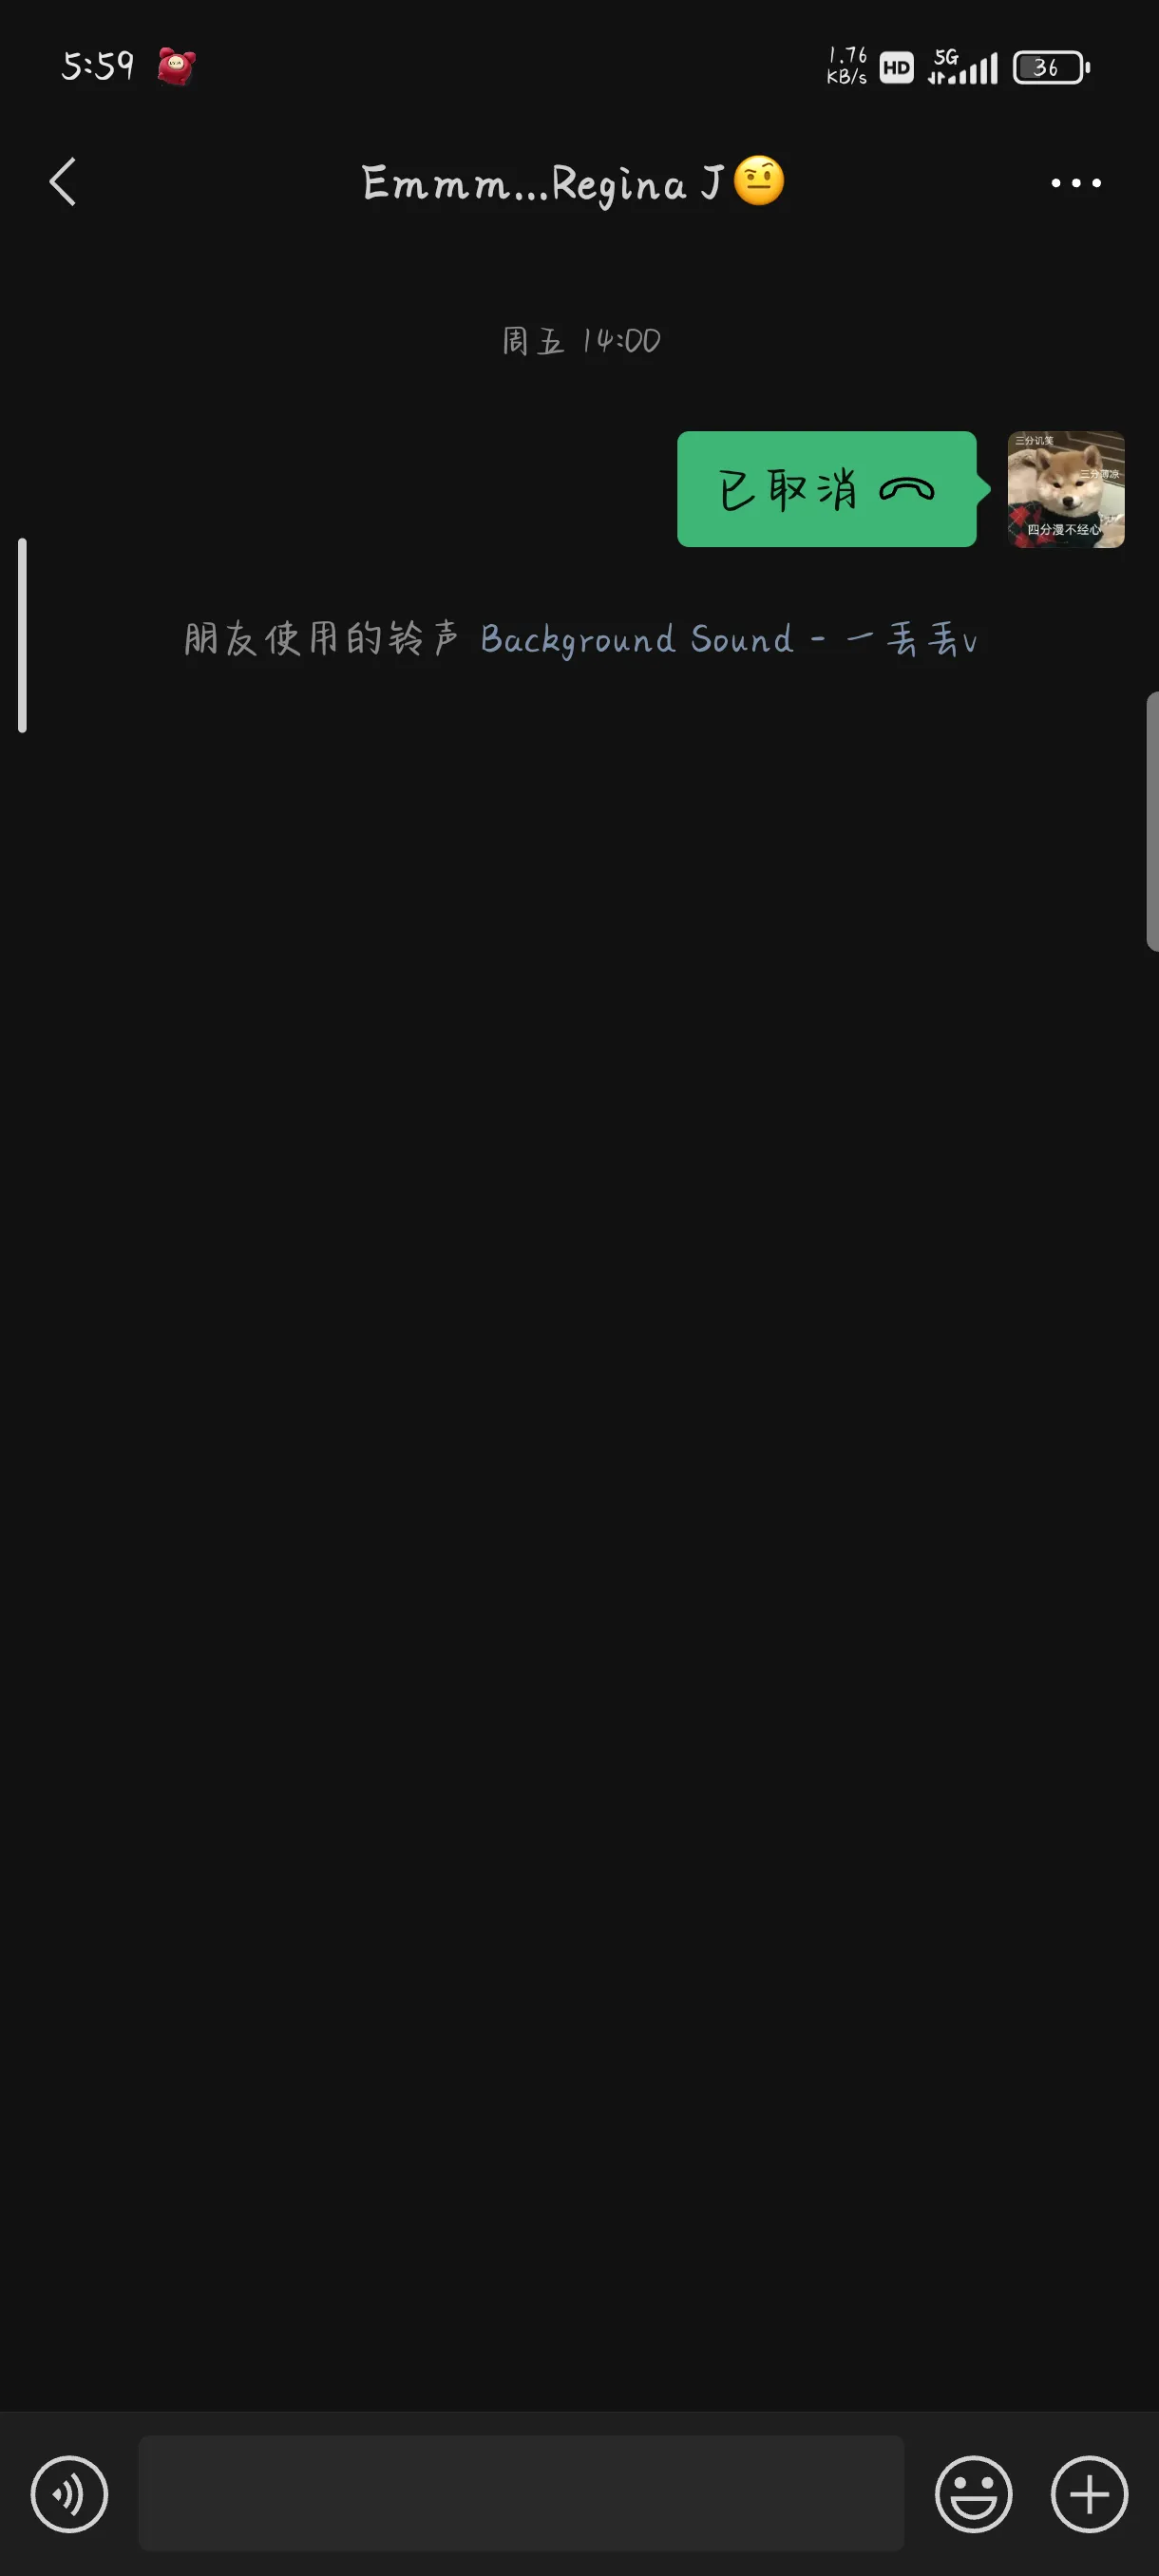 5:59
1.76
KB/s
HD
5G
36
Emmm...Regina J🤨
周五 14:00
已取消
三分讥笑
三分薄凉
四分漫不经心
朋友使用的铃声 Background Sound - 一丢丢v